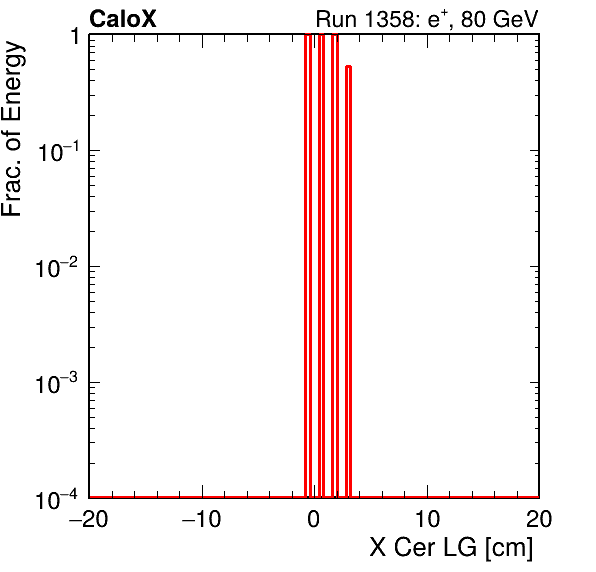 CaloX Run 1358: e⁺, 80 GeV
Frac. of Energy
1
10⁻¹
10⁻²
10⁻³
10⁻⁴
−20 −10 0 10 20
X Cer LG [cm]